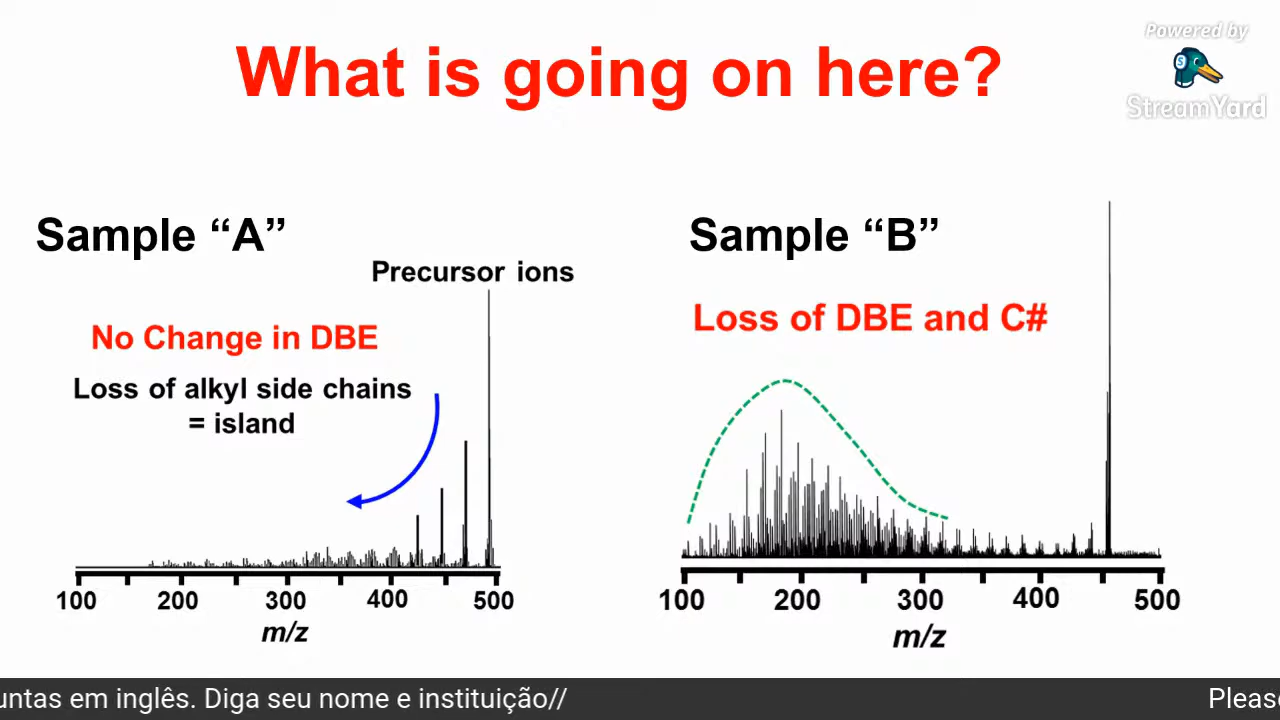 What is going on here?
Powered by
StreamYard
Sample “A”
Precursor ions
No Change in DBE
Loss of alkyl side chains
= island
100 200 300 400 500
m/z
Sample “B”
Loss of DBE and C#
100 200 300 400 500
m/z
untas em inglês. Diga seu nome e instituição//
Please